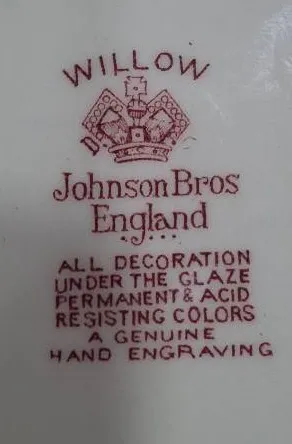 WILLOW
Johnson Bros
England
ALL DECORATION
UNDER THE GLAZE
PERMANENT & ACID
RESISTING COLORS
A GENUINE
HAND ENGRAVING